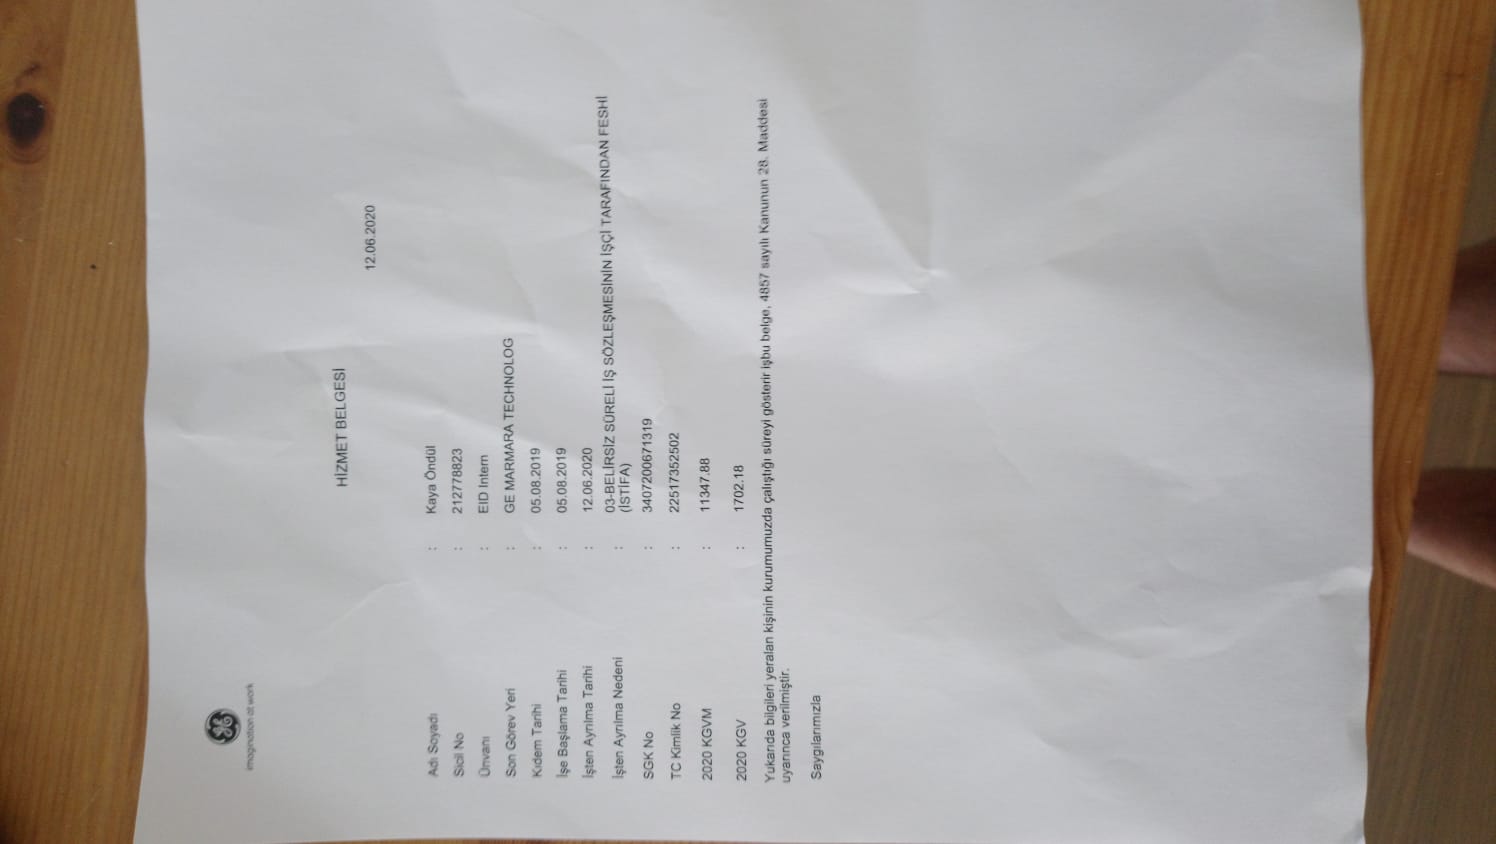 imagination at work
HİZMET BELGESİ
12.06.2020
Adı Soyadı : Kaya Öndül
Sicil No : 212778823
Ünvanı : EID Intern
Son Görev Yeri : GE MARMARA TECHNOLOG
Kıdem Tarihi : 05.08.2019
İşe Başlama Tarihi : 05.08.2019
İşten Ayrılma Tarihi : 12.06.2020
İşten Ayrılma Nedeni : 03-BELİRSİZ SÜRELİ İŞ SÖZLEŞMESİNİN İŞÇİ TARAFINDAN FESHİ
(İSTİFA)
SGK No : 3407200671319
TC Kimlik No : 22517352502
2020 KGVM : 11347.88
2020 KGV : 1702.18
Yukarıda bilgileri yeralan kişinin kurumumuzda çalıştığı süreyi gösterir işbu belge, 4857 sayılı Kanunun 28. Maddesi
uyarınca verilmiştir.
Saygılarımızla